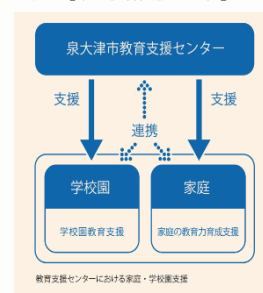 泉大津市教育支援センター
支援
支援
連携
学校園
家庭
学校園教育支援
家庭の教育力育成支援
教育支援センターにおける家庭・学校園支援